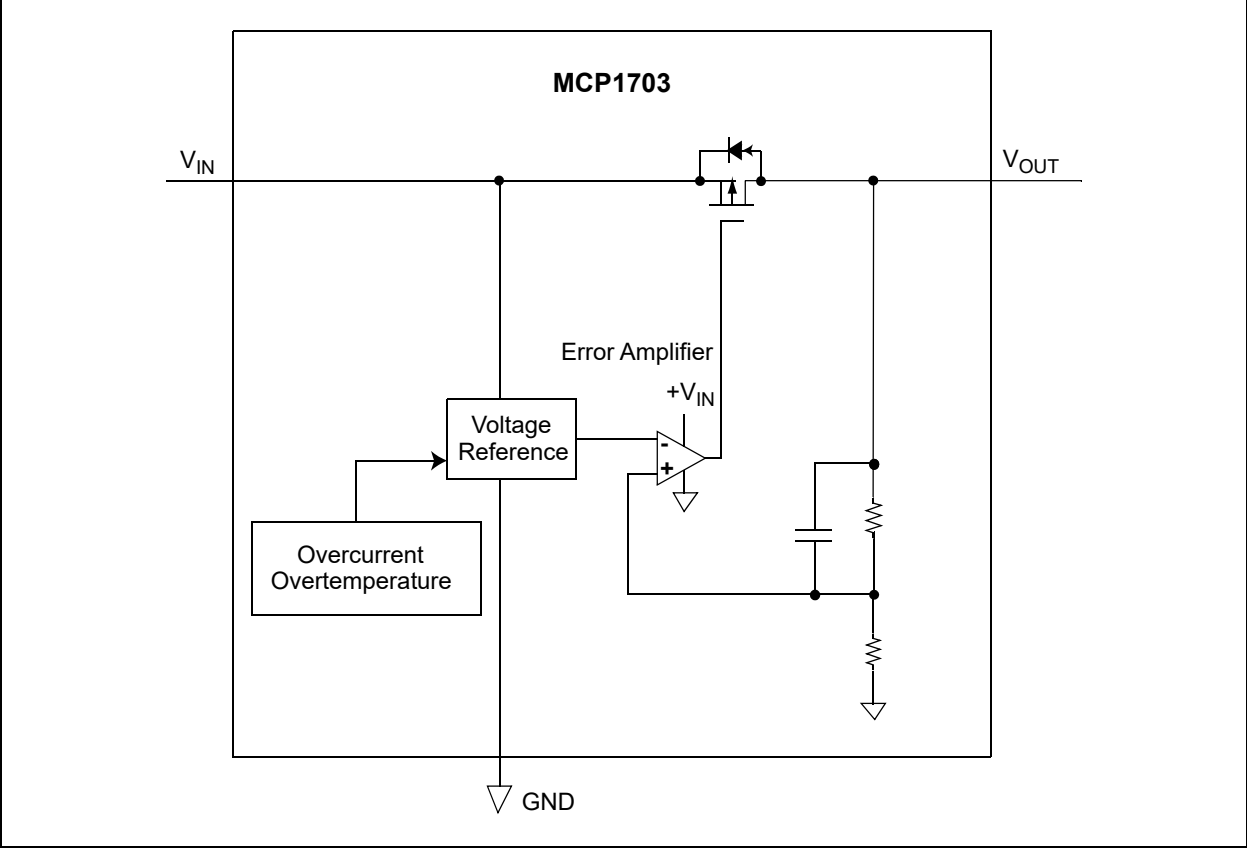 MCP1703
VIN
VOUT
Error Amplifier
+VIN
Voltage
Reference
-
+
Overcurrent
Overtemperature
GND